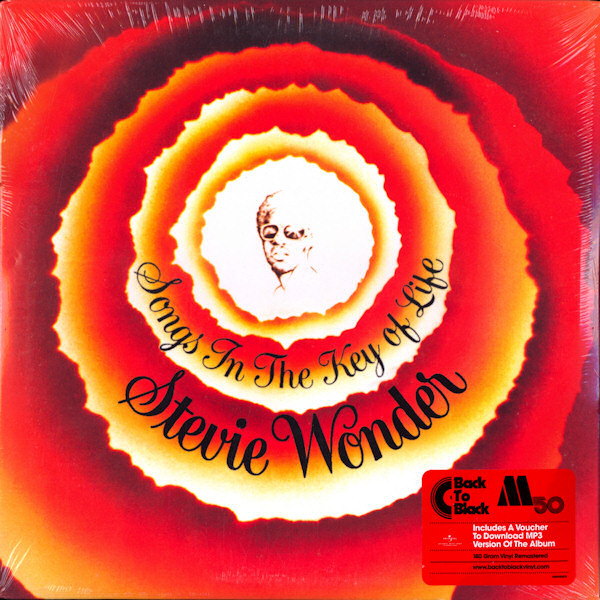 Songs In The Key of Life
Stevie Wonder
Back
To
Black
M 50
Includes A Voucher
To Download MP3
Version Of The Album
180 Gram Vinyl Remastered
www.backtoblackvinyl.com